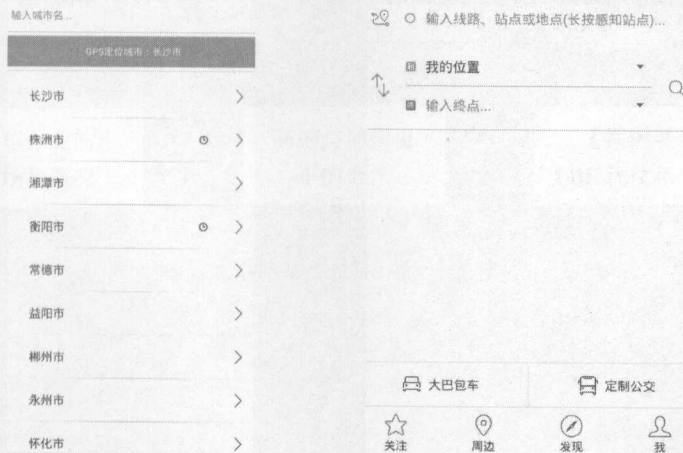 输入城市名...
GPS定位城市：长沙市
长沙市
株洲市
湘潭市
衡阳市
常德市
益阳市
郴州市
永州市
怀化市
输入线路、站点或地点(长按感知站点)...
我的位置
输入终点...
大巴包车
定制公交
关注
周边
发现
我